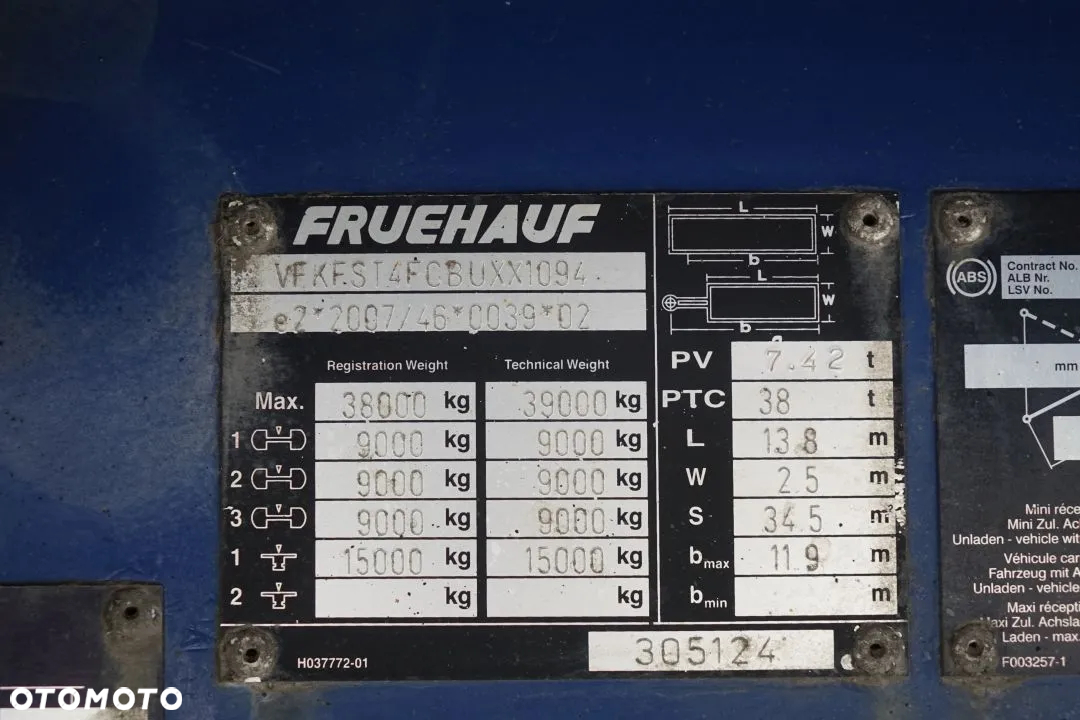 FRUEHAUF
VFKFST4FCBUXX1094
e2*2007/46*0039*02
Registration Weight Technical Weight
Max. 38000 kg 39000 kg
1 9000 kg 9000 kg
2 9000 kg 9000 kg
3 9000 kg 9000 kg
1 15000 kg 15000 kg
2 kg kg
H037772-01
L
W
b
L
W
b
a
PV 7.42 t
PTC 38 t
L 13.8 m
W 2.5 m
S 34.5 m²
bmax 11.9 m
bmin m
305124
ABS
Contract No.
ALB Nr.
LSV No.
mm
Mini réce
Mini Zul. Ac
Unladen - vehicle wit
Véhicule car
Fahrzeug mit A
Unladen - vehicle
Maxi récepti
Maxi Zul. Achsla
Laden - max.
F003257-1
OTOMOTO